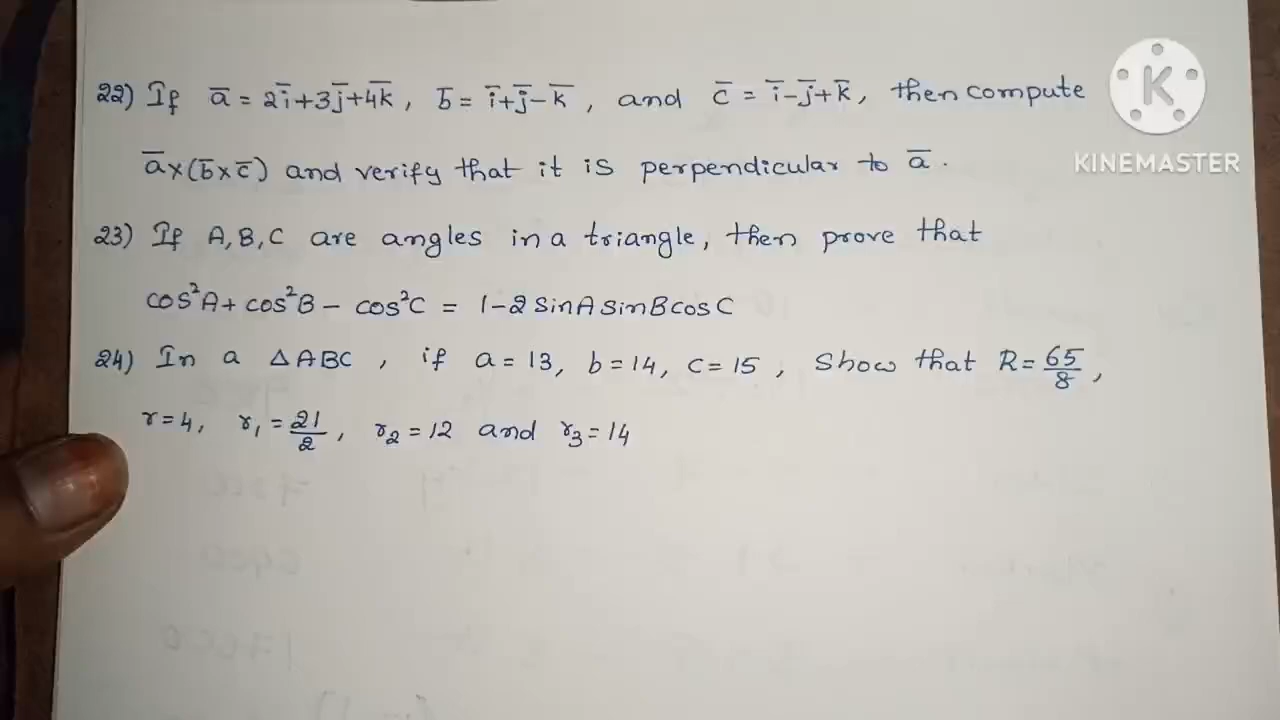 22) If a̅ = 2i̅+3j̅+4k̅, b̅ = i̅+j̅-k̅, and c̅ = i̅-j̅+k̅, then compute
a̅×(b̅×c̅) and verify that it is perpendicular to a̅.
23) If A, B, C are angles in a triangle, then prove that
cos²A + cos²B - cos²C = 1-2 sinA sinB cosC
24) In a △ABC, if a = 13, b = 14, c = 15, Show that R = 65/8,
r = 4, r₁ = 21/2, r₂ = 12 and r₃ = 14
K
KINEMASTER